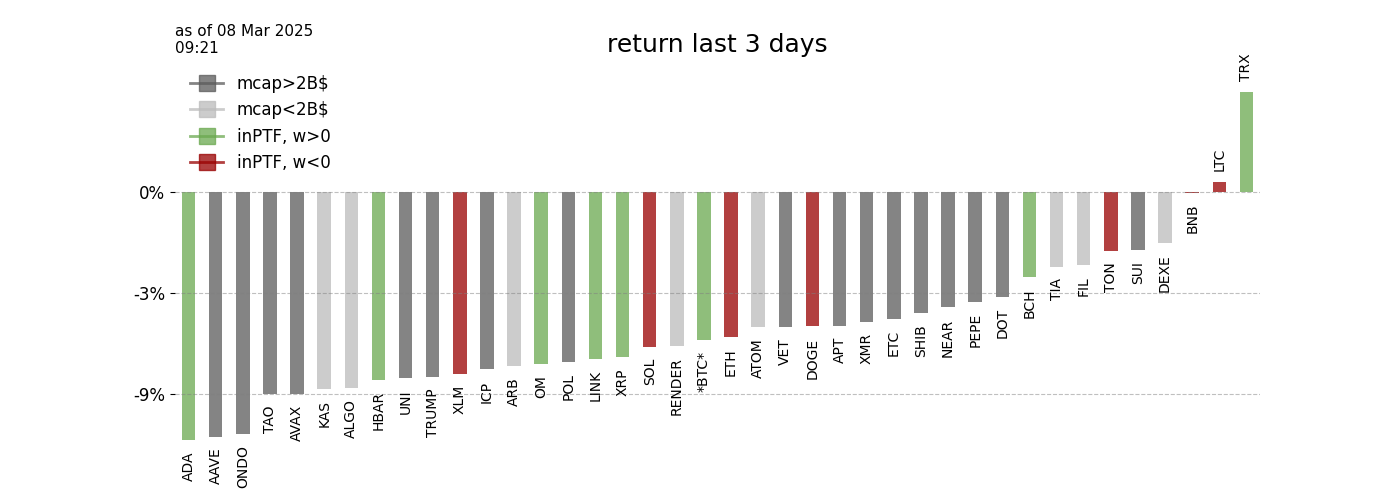 as of 08 Mar 2025
09:21
return last 3 days
mcap>2B$
mcap<2B$
inPTF, w>0
inPTF, w<0
0%
-3%
-9%
ADA
AAVE
ONDO
TAO
AVAX
KAS
ALGO
HBAR
UNI
TRUMP
XLM
ICP
ARB
OM
POL
LINK
XRP
SOL
RENDER
*BTC*
ETH
ATOM
VET
DOGE
APT
XMR
ETC
SHIB
NEAR
PEPE
DOT
BCH
TIA
FIL
TON
SUI
DEXE
BNB
LTC
TRX